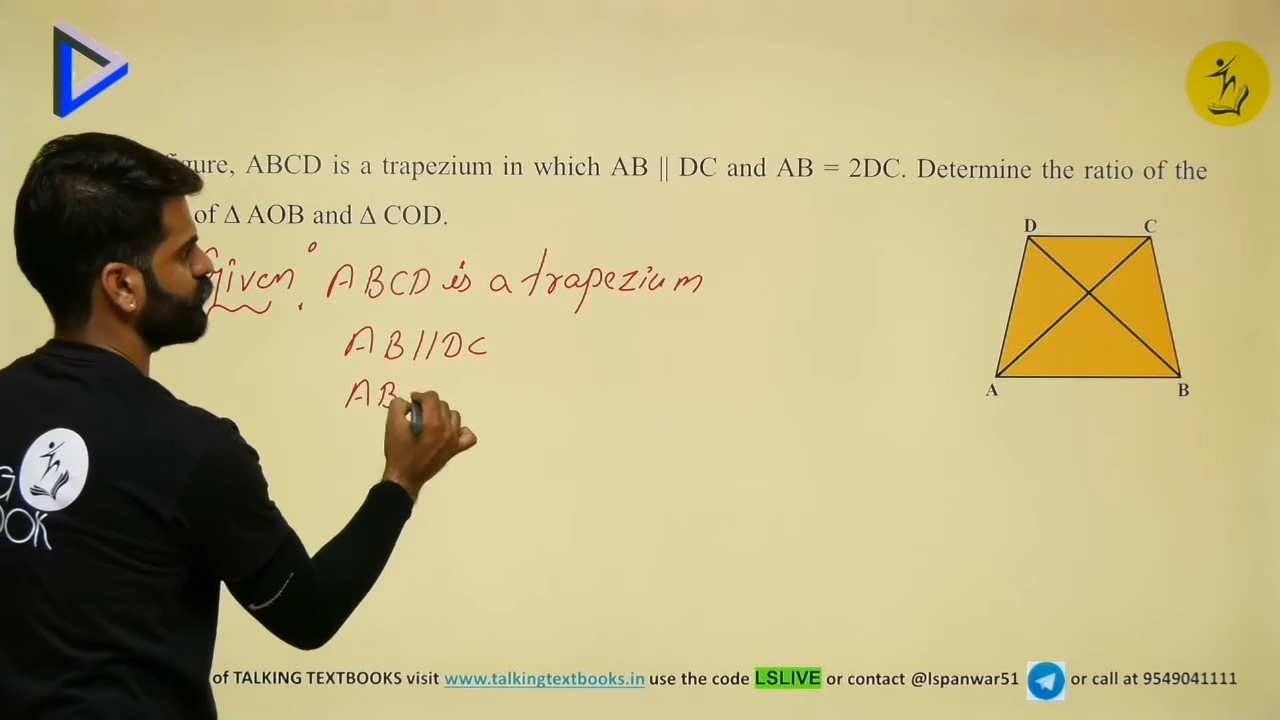 figure, ABCD is a trapezium in which AB || DC and AB = 2DC. Determine the ratio of the
of Δ AOB and Δ COD.
D C
given : ABCD is a trapezium
AB // DC
AB
A B
OOK
of TALKING TEXTBOOKS visit www.talkingtextbooks.in use the code LSLIVE or contact @lspanwar51 or call at 9549041111